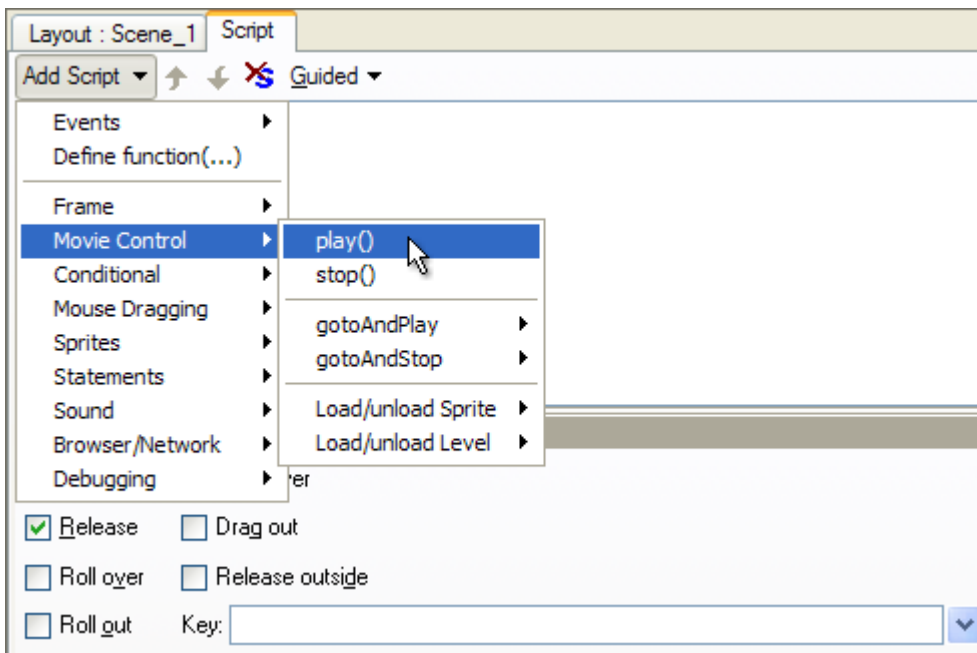 Layout : Scene_1 Script
Add Script Guided
Events
Define function(...)
Frame
Movie Control
Conditional
Mouse Dragging
Sprites
Statements
Sound
Browser/Network
Debugging
play()
stop()
gotoAndPlay
gotoAndStop
Load/unload Sprite
Load/unload Level
Release Drag out
Roll over Release outside
Roll out Key: